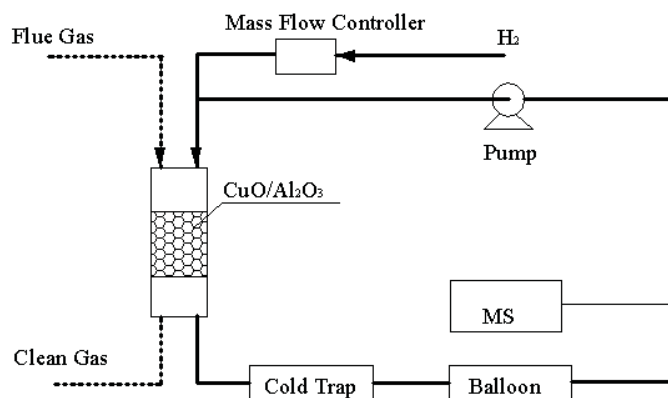 Mass Flow Controller
Flue Gas
H₂
Pump
CuO/Al₂O₃
MS
Clean Gas
Cold Trap
Balloon